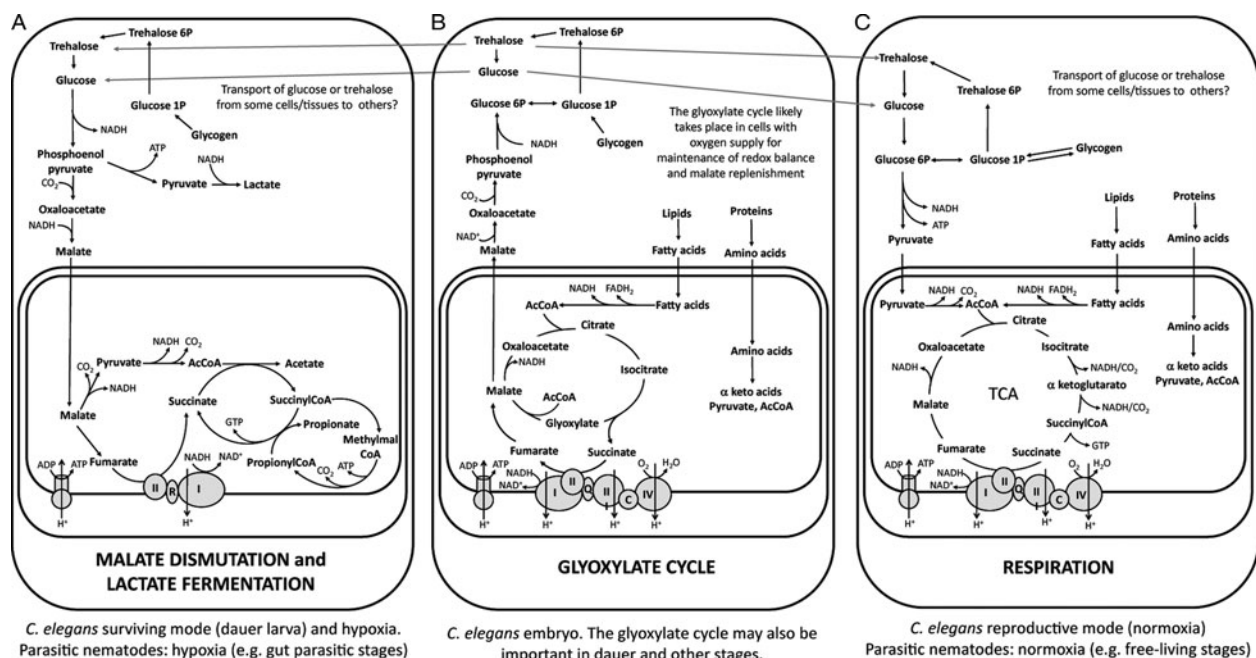 A
Trehalose 6P
Trehalose
Glucose
Transport of glucose or trehalose
from some cells/tissues to others?
Glucose 1P
NADH
Glycogen
ATP
NADH
Phosphoenol
pyruvate
Pyruvate
Lactate
CO₂
Oxaloacetate
NADH
Malate
NADH
CO₂
Pyruvate
AcCoA
Acetate
CO₂
NADH
Succinate
SuccinylCoA
Malate
GTP
Propionate
Methylmal
CoA
Fumarate
NADH
NAD⁺
PropionylCoA
CO₂
ATP
ADP
ATP
II
R
I
H⁺
H⁺
MALATE DISMUTATION and
LACTATE FERMENTATION
C. elegans surviving mode (dauer larva) and hypoxia.
Parasitic nematodes: hypoxia (e.g. gut parasitic stages)
B
Trehalose 6P
Trehalose
Glucose
Glucose 6P
Glucose 1P
The glyoxylate cycle likely
takes place in cells with
oxygen supply for
maintenance of redox balance
and malate replenishment
Glycogen
NADH
Phosphoenol
pyruvate
CO₂
Oxaloacetate
Lipids
Proteins
NAD⁺
Malate
Fatty acids
Amino acids
NADH
FADH₂
AcCoA
Fatty acids
Citrate
Oxaloacetate
NADH
Isocitrate
Amino acids
Malate
AcCoA
α keto acids
Pyruvate, AcCoA
Glyoxylate
Fumarate
Succinate
ADP
ATP
NADH
NAD⁺
O₂
H₂O
I
II
Q
II
I
C
IV
H⁺
H⁺
H⁺
H⁺
GLYOXYLATE CYCLE
C. elegans embryo. The glyoxylate cycle may also be
important in dauer and other stages.
C
Trehalose
Transport of glucose or trehalose
from some cells/tissues to others?
Trehalose 6P
Glucose
Glucose 6P
Glucose 1P
Glycogen
NADH
ATP
Lipids
Proteins
Pyruvate
Fatty acids
Amino acids
NADH
CO₂
NADH
FADH₂
Pyruvate
AcCoA
Fatty acids
Citrate
Oxaloacetate
Isocitrate
Amino acids
NADH
NADH/CO₂
TCA
α ketoglutarato
α keto acids
Pyruvate, AcCoA
Malate
NADH/CO₂
SuccinylCoA
GTP
Fumarate
Succinate
ADP
ATP
NADH
NAD⁺
O₂
H₂O
I
II
Q
II
I
C
IV
H⁺
H⁺
H⁺
H⁺
RESPIRATION
C. elegans reproductive mode (normoxia)
Parasitic nematodes: normoxia (e.g. free-living stages)